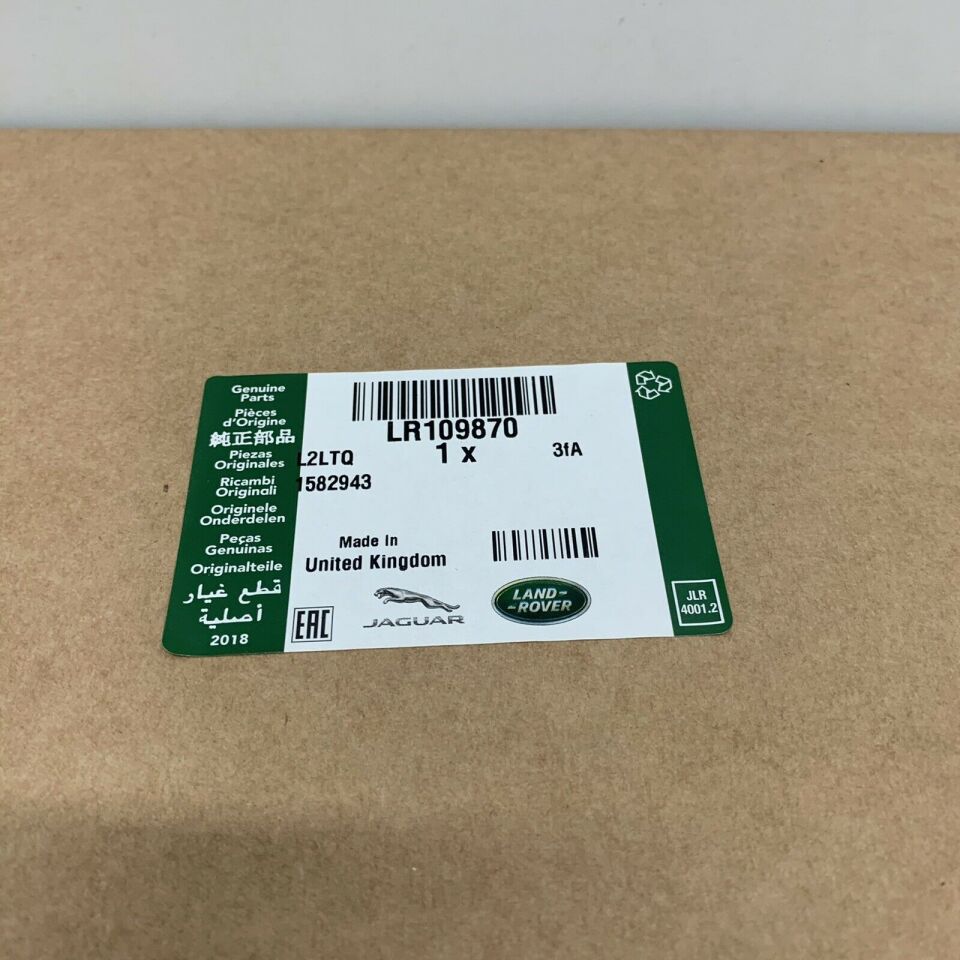 Genuine
Parts
Pièces
d'Origine
純正部品
Piezas
Originales
Ricambi
Originali
Originele
Onderdelen
Peças
Genuinas
Originalteile
قطع غيار
أصلية
2018
LR109870
1 x
3fA
L2LTQ
1582943
Made In
United Kingdom
EAC
JAGUAR
LAND
ROVER
JLR
4001.2